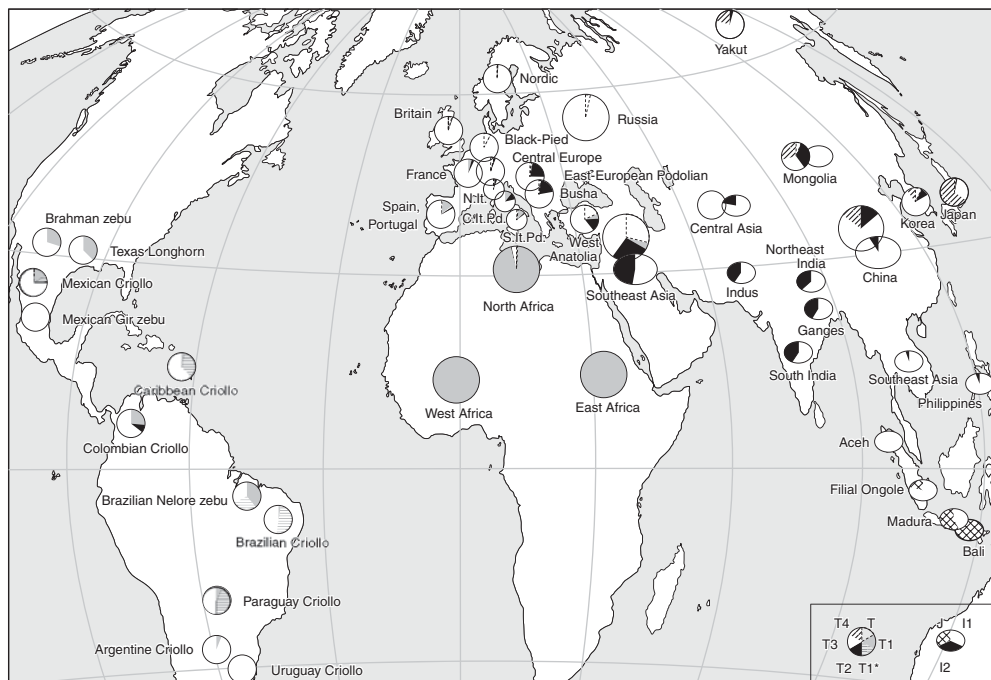 Yakut
Nordic
Britain
Russia
Black-Pied
Central Europe
France
East-European Podolian
Mongolia
N.It.
Busha
Spain,
Portugal
C.It.Pd.
Korea
Japan
S.It.Pd.
Central Asia
West
Anatolia
Northeast
India
China
Brahman zebu
Texas Longhorn
Mexican Criollo
Mexican Gir zebu
North Africa
Southeast Asia
Indus
Ganges
South India
Southeast Asia
Philippines
Caribbean Criollo
West Africa
East Africa
Colombian Criollo
Aceh
Brazilian Nelore zebu
Filial Ongole
Brazilian Criollo
Madura
Bali
Paraguay Criollo
Argentine Criollo
Uruguay Criollo
T4 T J I1
T3 T1
T2 T1* I2